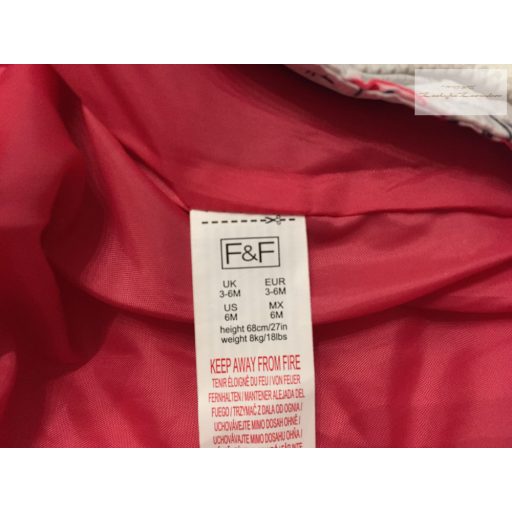 F&F
UK EUR
3-6M 3-6M
US MX
6M 6M
height 68cm/27in
weight 8kg/18lbs
KEEP AWAY FROM FIRE
TENIR ÉLOIGNÉ DU FEU / VON FEUER
FERNHALTEN / MANTENER ALEJADA DEL
FUEGO / TRZYMAĆ Z DALA OD OGNIA /
UCHOVÁVEJTE MIMO DOSAH OHNĚ /
UCHOVÁVAJTE MIMO DOSAHU OHŇA /